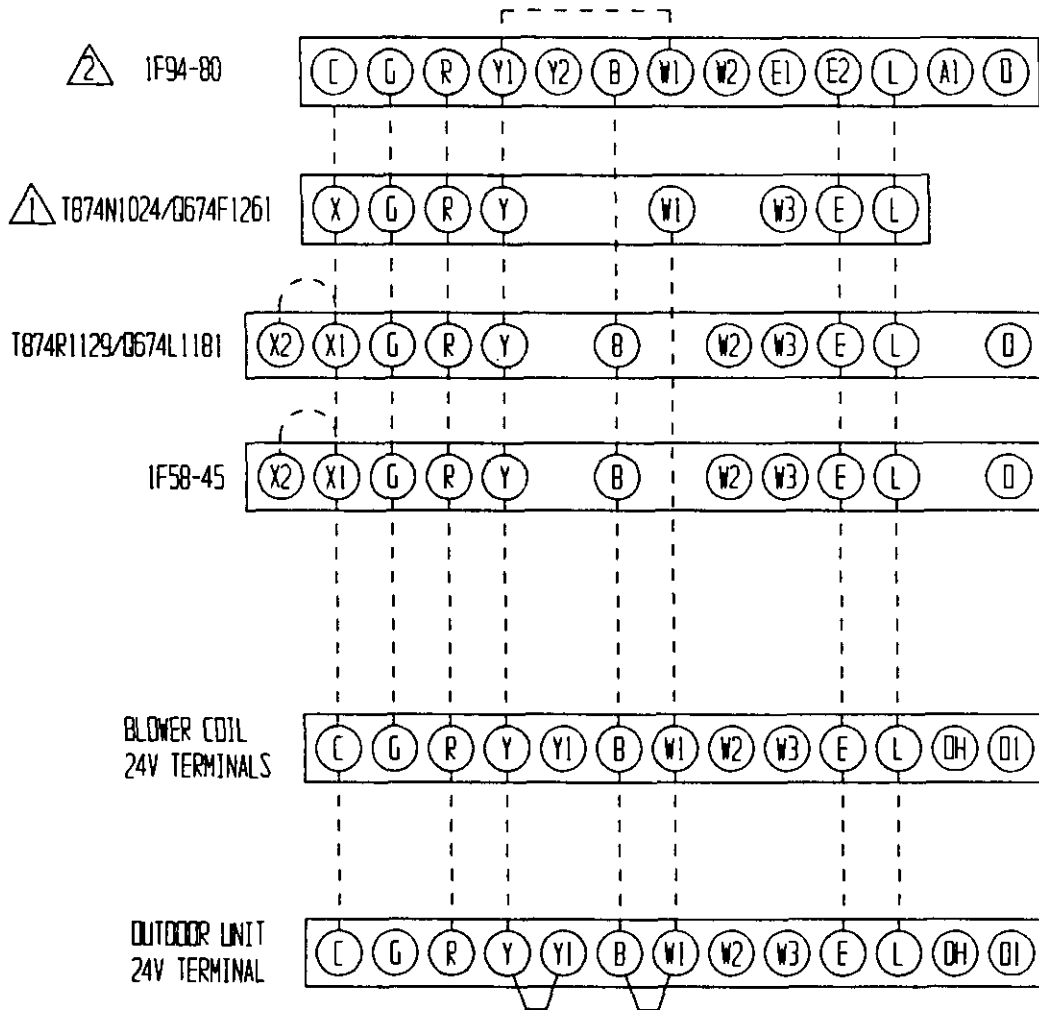 2 1F94-80 C G R Y1 Y2 B W1 W2 E1 E2 L A1 O
1 T874N1024/Q674F1261 X G R Y W1 W3 E L
T874R1129/Q674L1181 X2 X1 G R Y B W2 W3 E L O
1F58-45 X2 X1 G R Y B W2 W3 E L O
BLOWER COIL
24V TERMINALS C G R Y Y1 B W1 W2 W3 E L OH O1
OUTDOOR UNIT
24V TERMINAL C G R Y Y1 B W1 W2 W3 E L OH O1